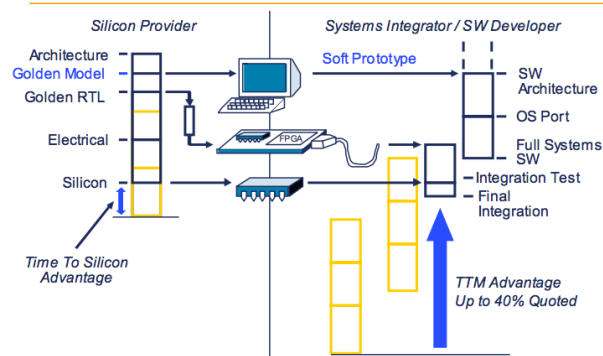 Silicon Provider
Systems Integrator / SW Developer
Architecture
Golden Model
Golden RTL
Electrical
Silicon
Time To Silicon
Advantage
Soft Prototype
FPGA
SW
Architecture
OS Port
Full Systems
SW
Integration Test
Final
Integration
TTM Advantage
Up to 40% Quoted